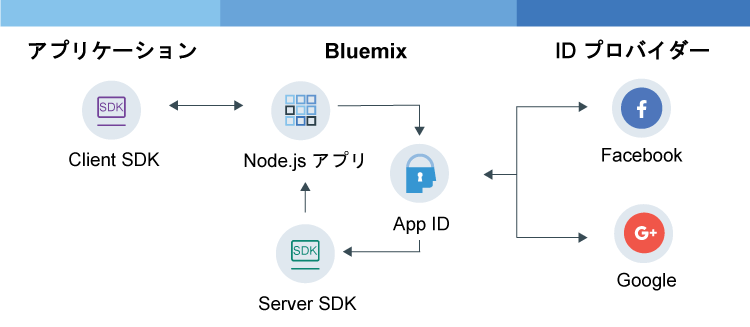 アプリケーション
Bluemix
ID プロバイダー
SDK
Client SDK
Node.js アプリ
App ID
SDK
Server SDK
f
Facebook
G+
Google